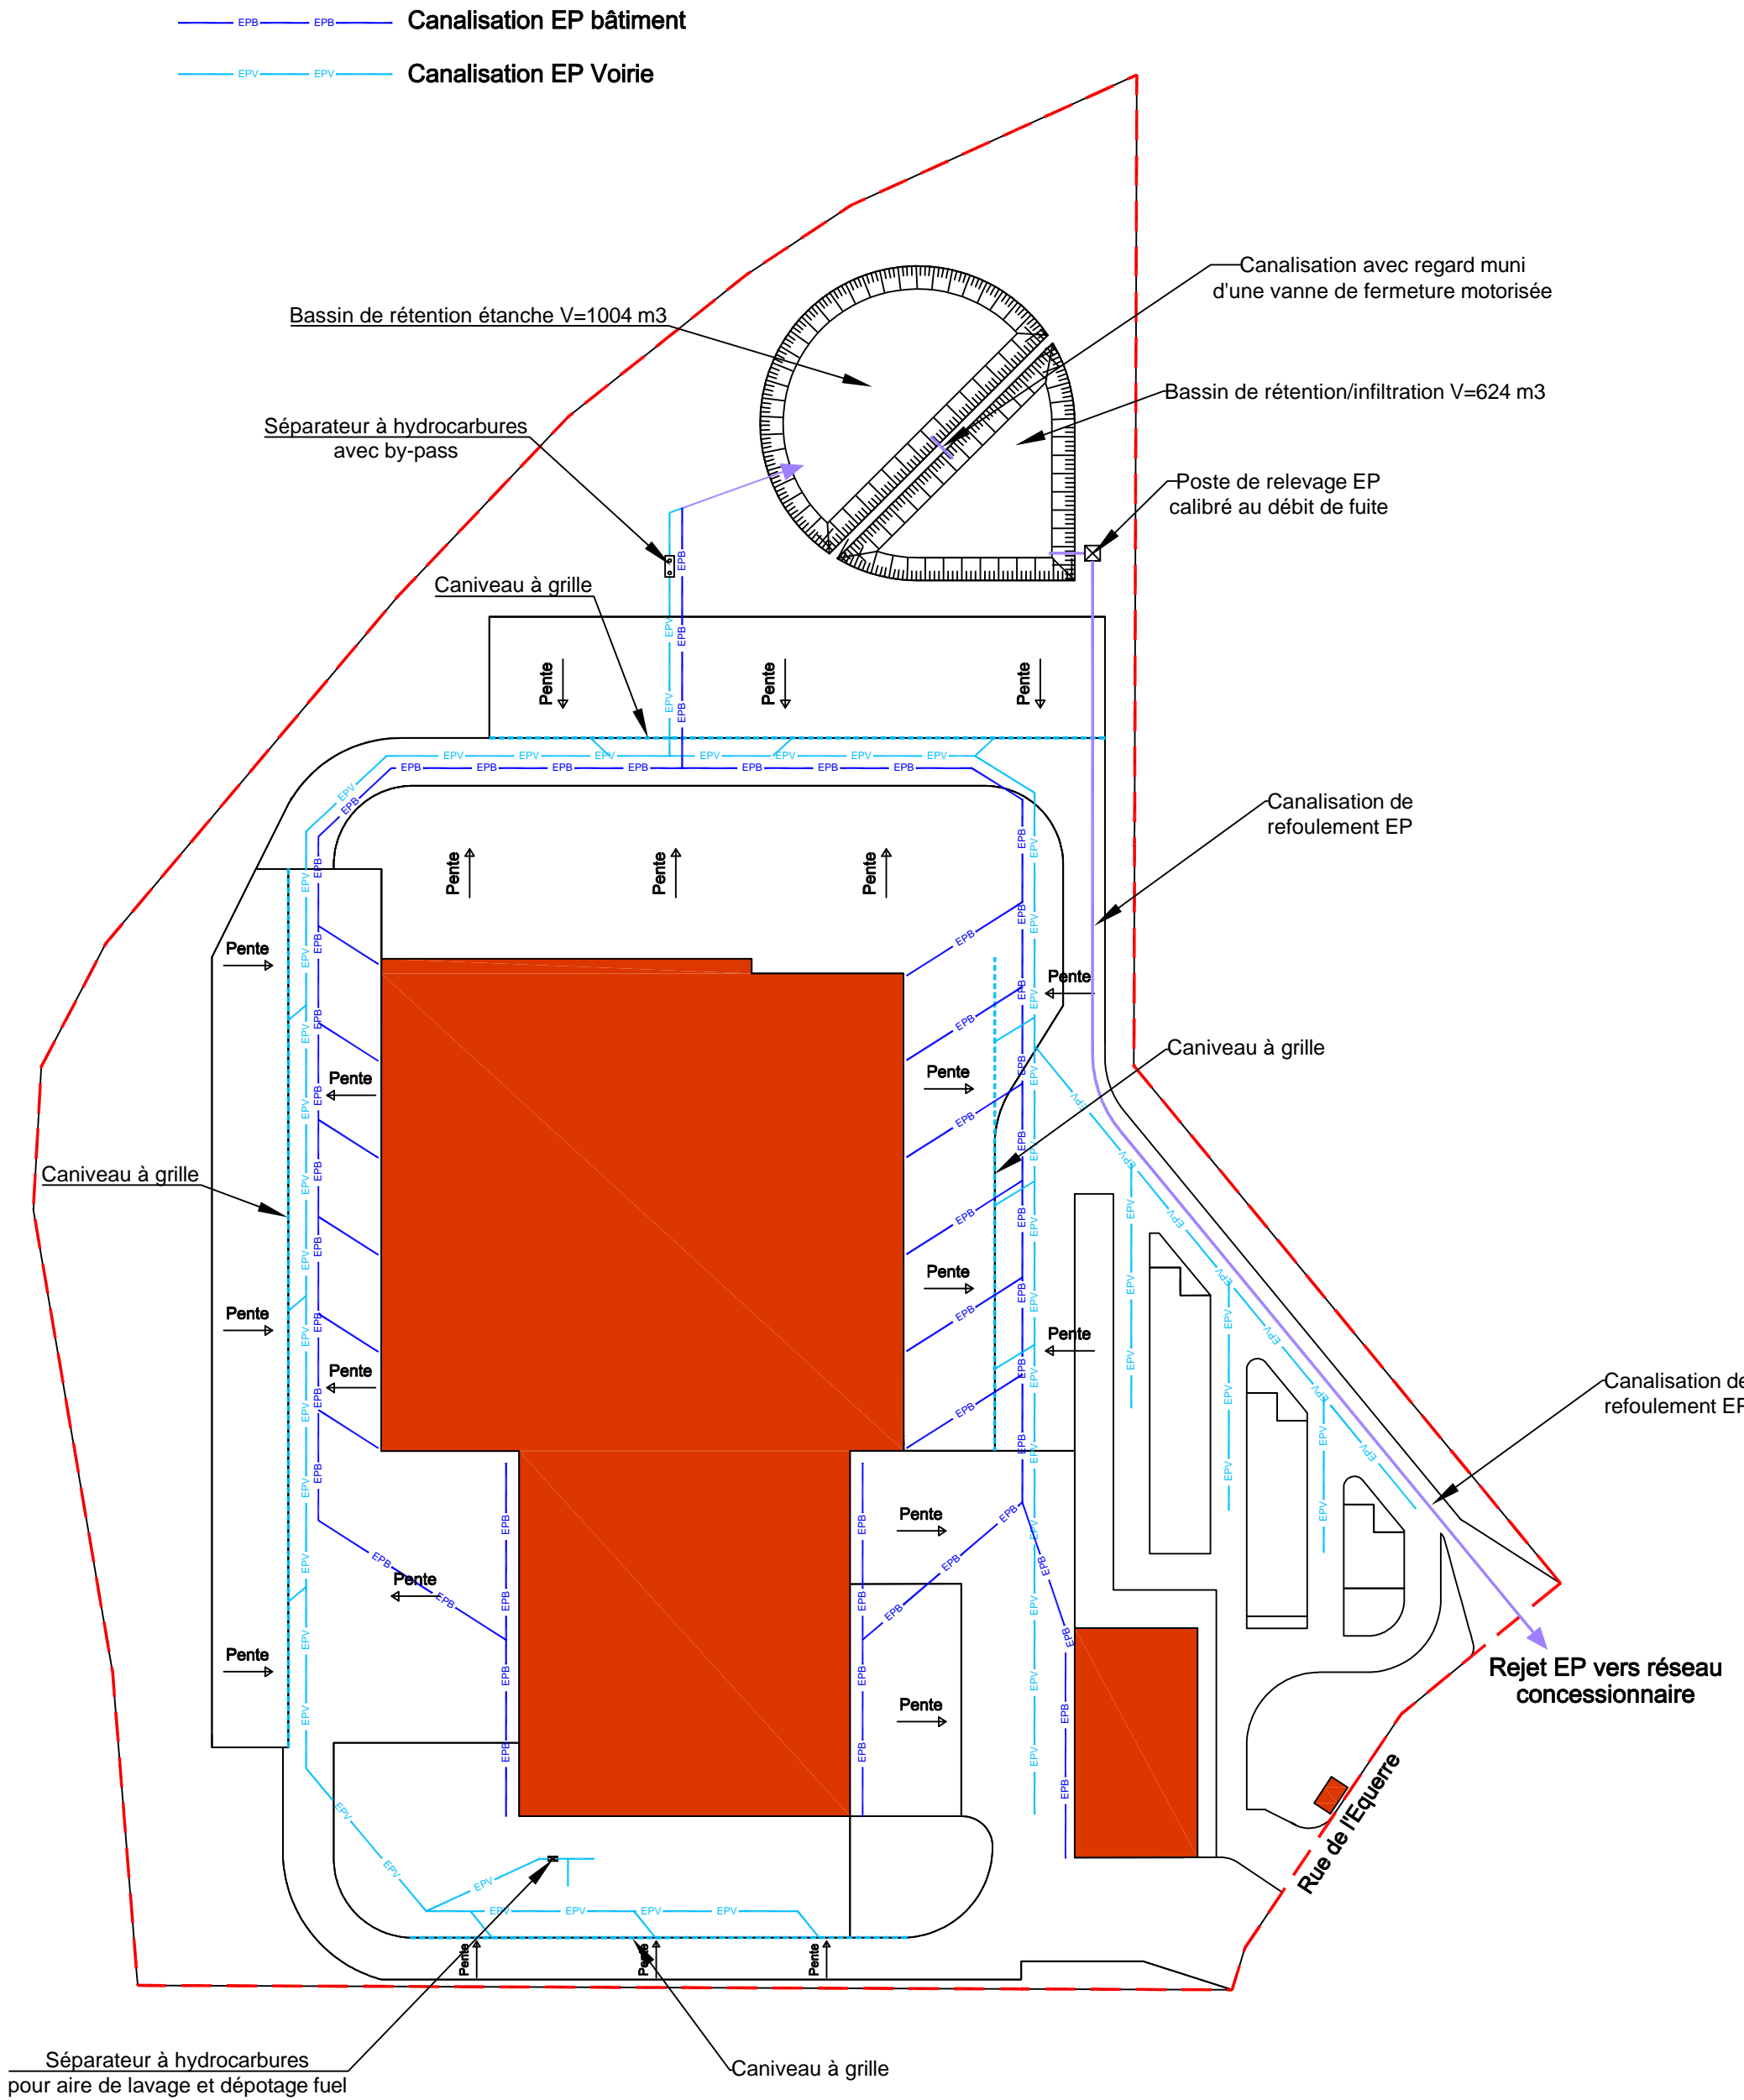 EPB EPB Canalisation EP bâtiment
EPV EPV Canalisation EP Voirie
Canalisation avec regard muni
d'une vanne de fermeture motorisée
Bassin de rétention étanche V=1004 m3
Bassin de rétention/infiltration V=624 m3
Séparateur à hydrocarbures
avec by-pass
Poste de relevage EP
calibré au débit de fuite
Caniveau à grille
Pente
Pente
Pente
Canalisation de
refoulement EP
Pente
Pente
Pente
Pente
Pente
Caniveau à grille
Pente
Pente
Caniveau à grille
Pente
Pente
Pente
Pente
Canalisation de
refoulement EP
Pente
Pente
Pente
Rejet EP vers réseau
concessionnaire
Pente
Rue de l'Equerre
Pente
Pente
Pente
Séparateur à hydrocarbures
pour aire de lavage et dépotage fuel
Caniveau à grille